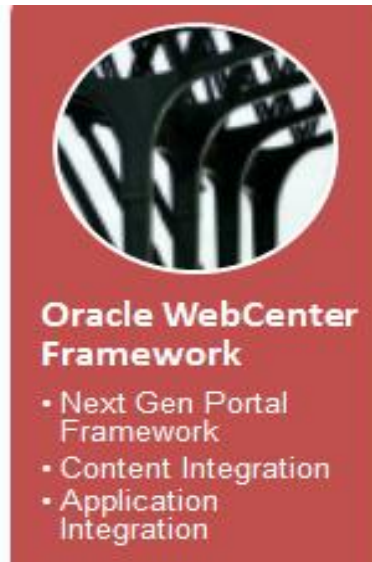 Oracle WebCenter
Framework
• Next Gen Portal
Framework
• Content Integration
• Application
Integration